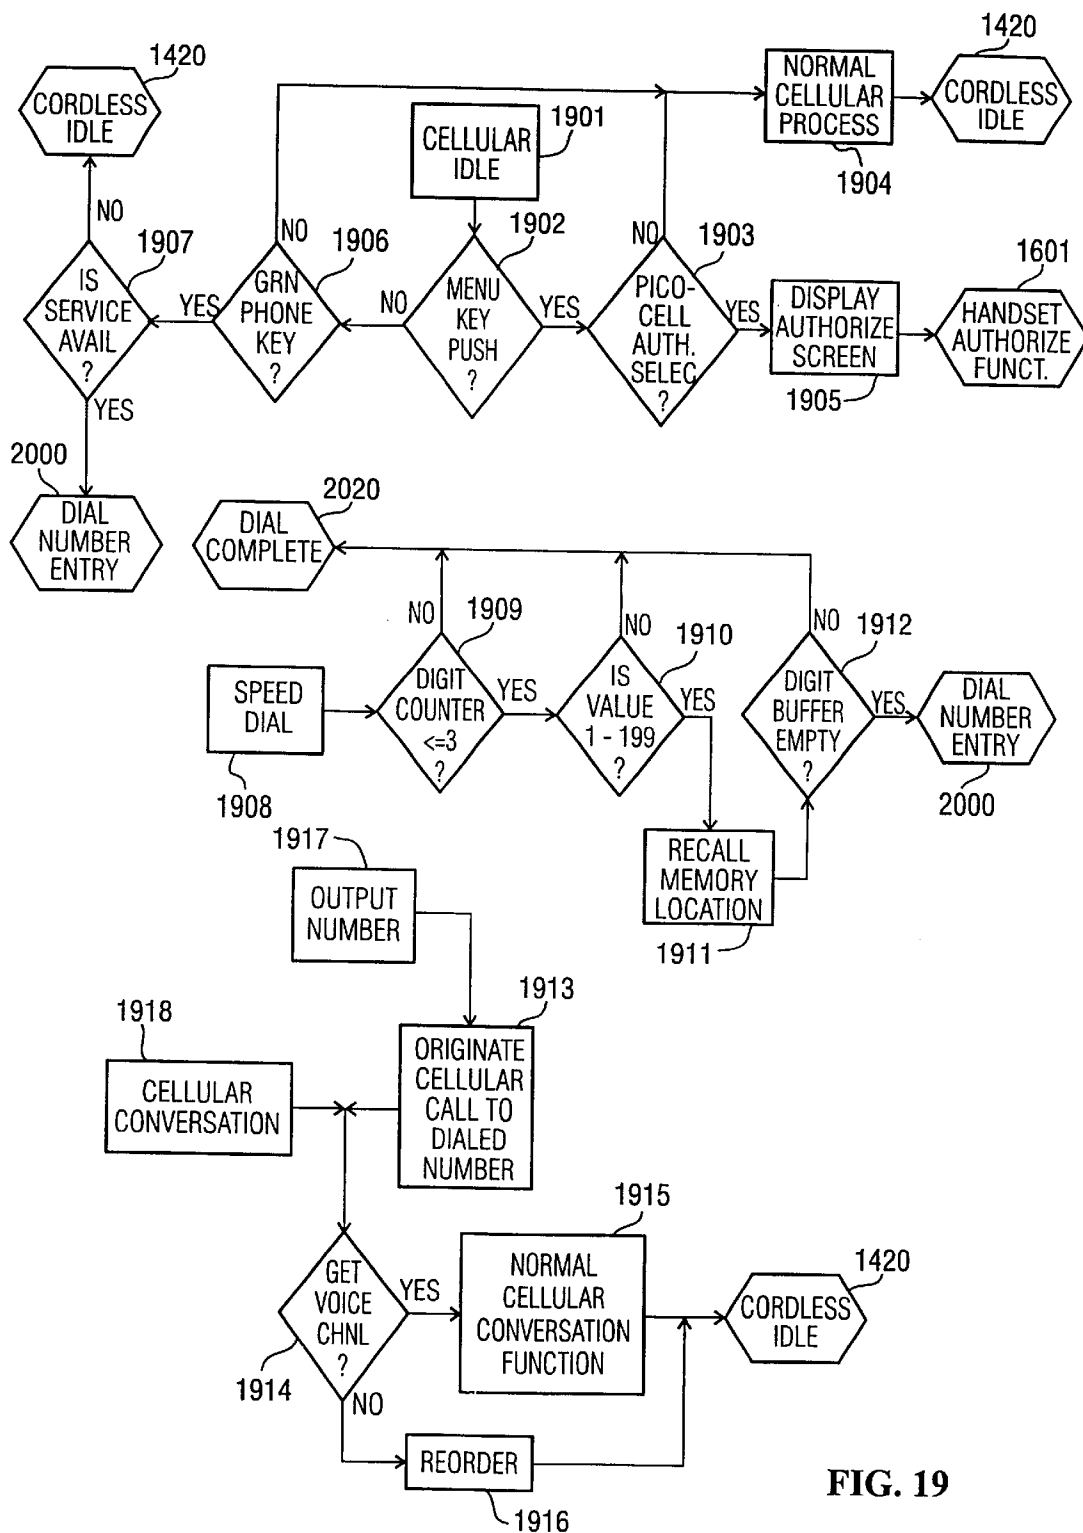 1420
CORDLESS
IDLE
NO
1907
IS
SERVICE
AVAIL
?
YES
YES
2000
DIAL
NUMBER
ENTRY
1906
NO
GRN
PHONE
KEY
?
NO
1901
CELLULAR
IDLE
1902
MENU
KEY
PUSH
?
YES
1903
NO
PICO-
CELL
AUTH.
SELEC
?
YES
NORMAL
CELLULAR
PROCESS
1904
1420
CORDLESS
IDLE
DISPLAY
AUTHORIZE
SCREEN
1905
1601
HANDSET
AUTHORIZE
FUNCT.
2020
DIAL
COMPLETE
SPEED
DIAL
1908
NO
1909
DIGIT
COUNTER
<=3
?
YES
NO
1910
IS
VALUE
1 - 199
?
YES
RECALL
MEMORY
LOCATION
1911
NO
1912
DIGIT
BUFFER
EMPTY
?
YES
DIAL
NUMBER
ENTRY
2000
1917
OUTPUT
NUMBER
1913
ORIGINATE
CELLULAR
CALL TO
DIALED
NUMBER
1918
CELLULAR
CONVERSATION
GET
VOICE
CHNL
?
1914
YES
NO
1915
NORMAL
CELLULAR
CONVERSATION
FUNCTION
REORDER
1916
1420
CORDLESS
IDLE
FIG. 19